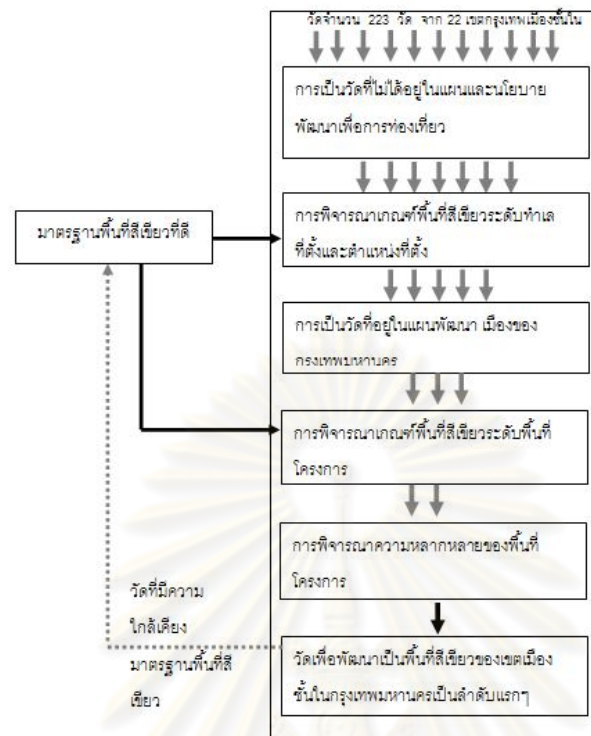 วัดจำนวน 223 วัด จาก 22 เขตกรุงเทพเมืองชั้นใน
การเป็นวัดที่ไม่ได้อยู่ในแผนและนโยบาย
พัฒนาเพื่อการท่องเที่ยว
มาตรฐานพื้นที่สีเขียวที่ดี
การพิจารณาเกณฑ์พื้นที่สีเขียวระดับทำเล
ที่ตั้งและตำแหน่งที่ตั้ง
การเป็นวัดที่อยู่ในแผนพัฒนา เมืองของ
กรุงเทพมหานคร
การพิจารณาเกณฑ์พื้นที่สีเขียวระดับพื้นที่
โครงการ
การพิจารณาความหลากหลายของพื้นที่
โครงการ
วัดที่มีความ
ใกล้เคียง
มาตรฐานพื้นที่สี
เขียว
วัดเพื่อพัฒนาเป็นพื้นที่สีเขียวของเขตเมือง
ชั้นในกรุงเทพมหานครเป็นลำดับแรกๆ